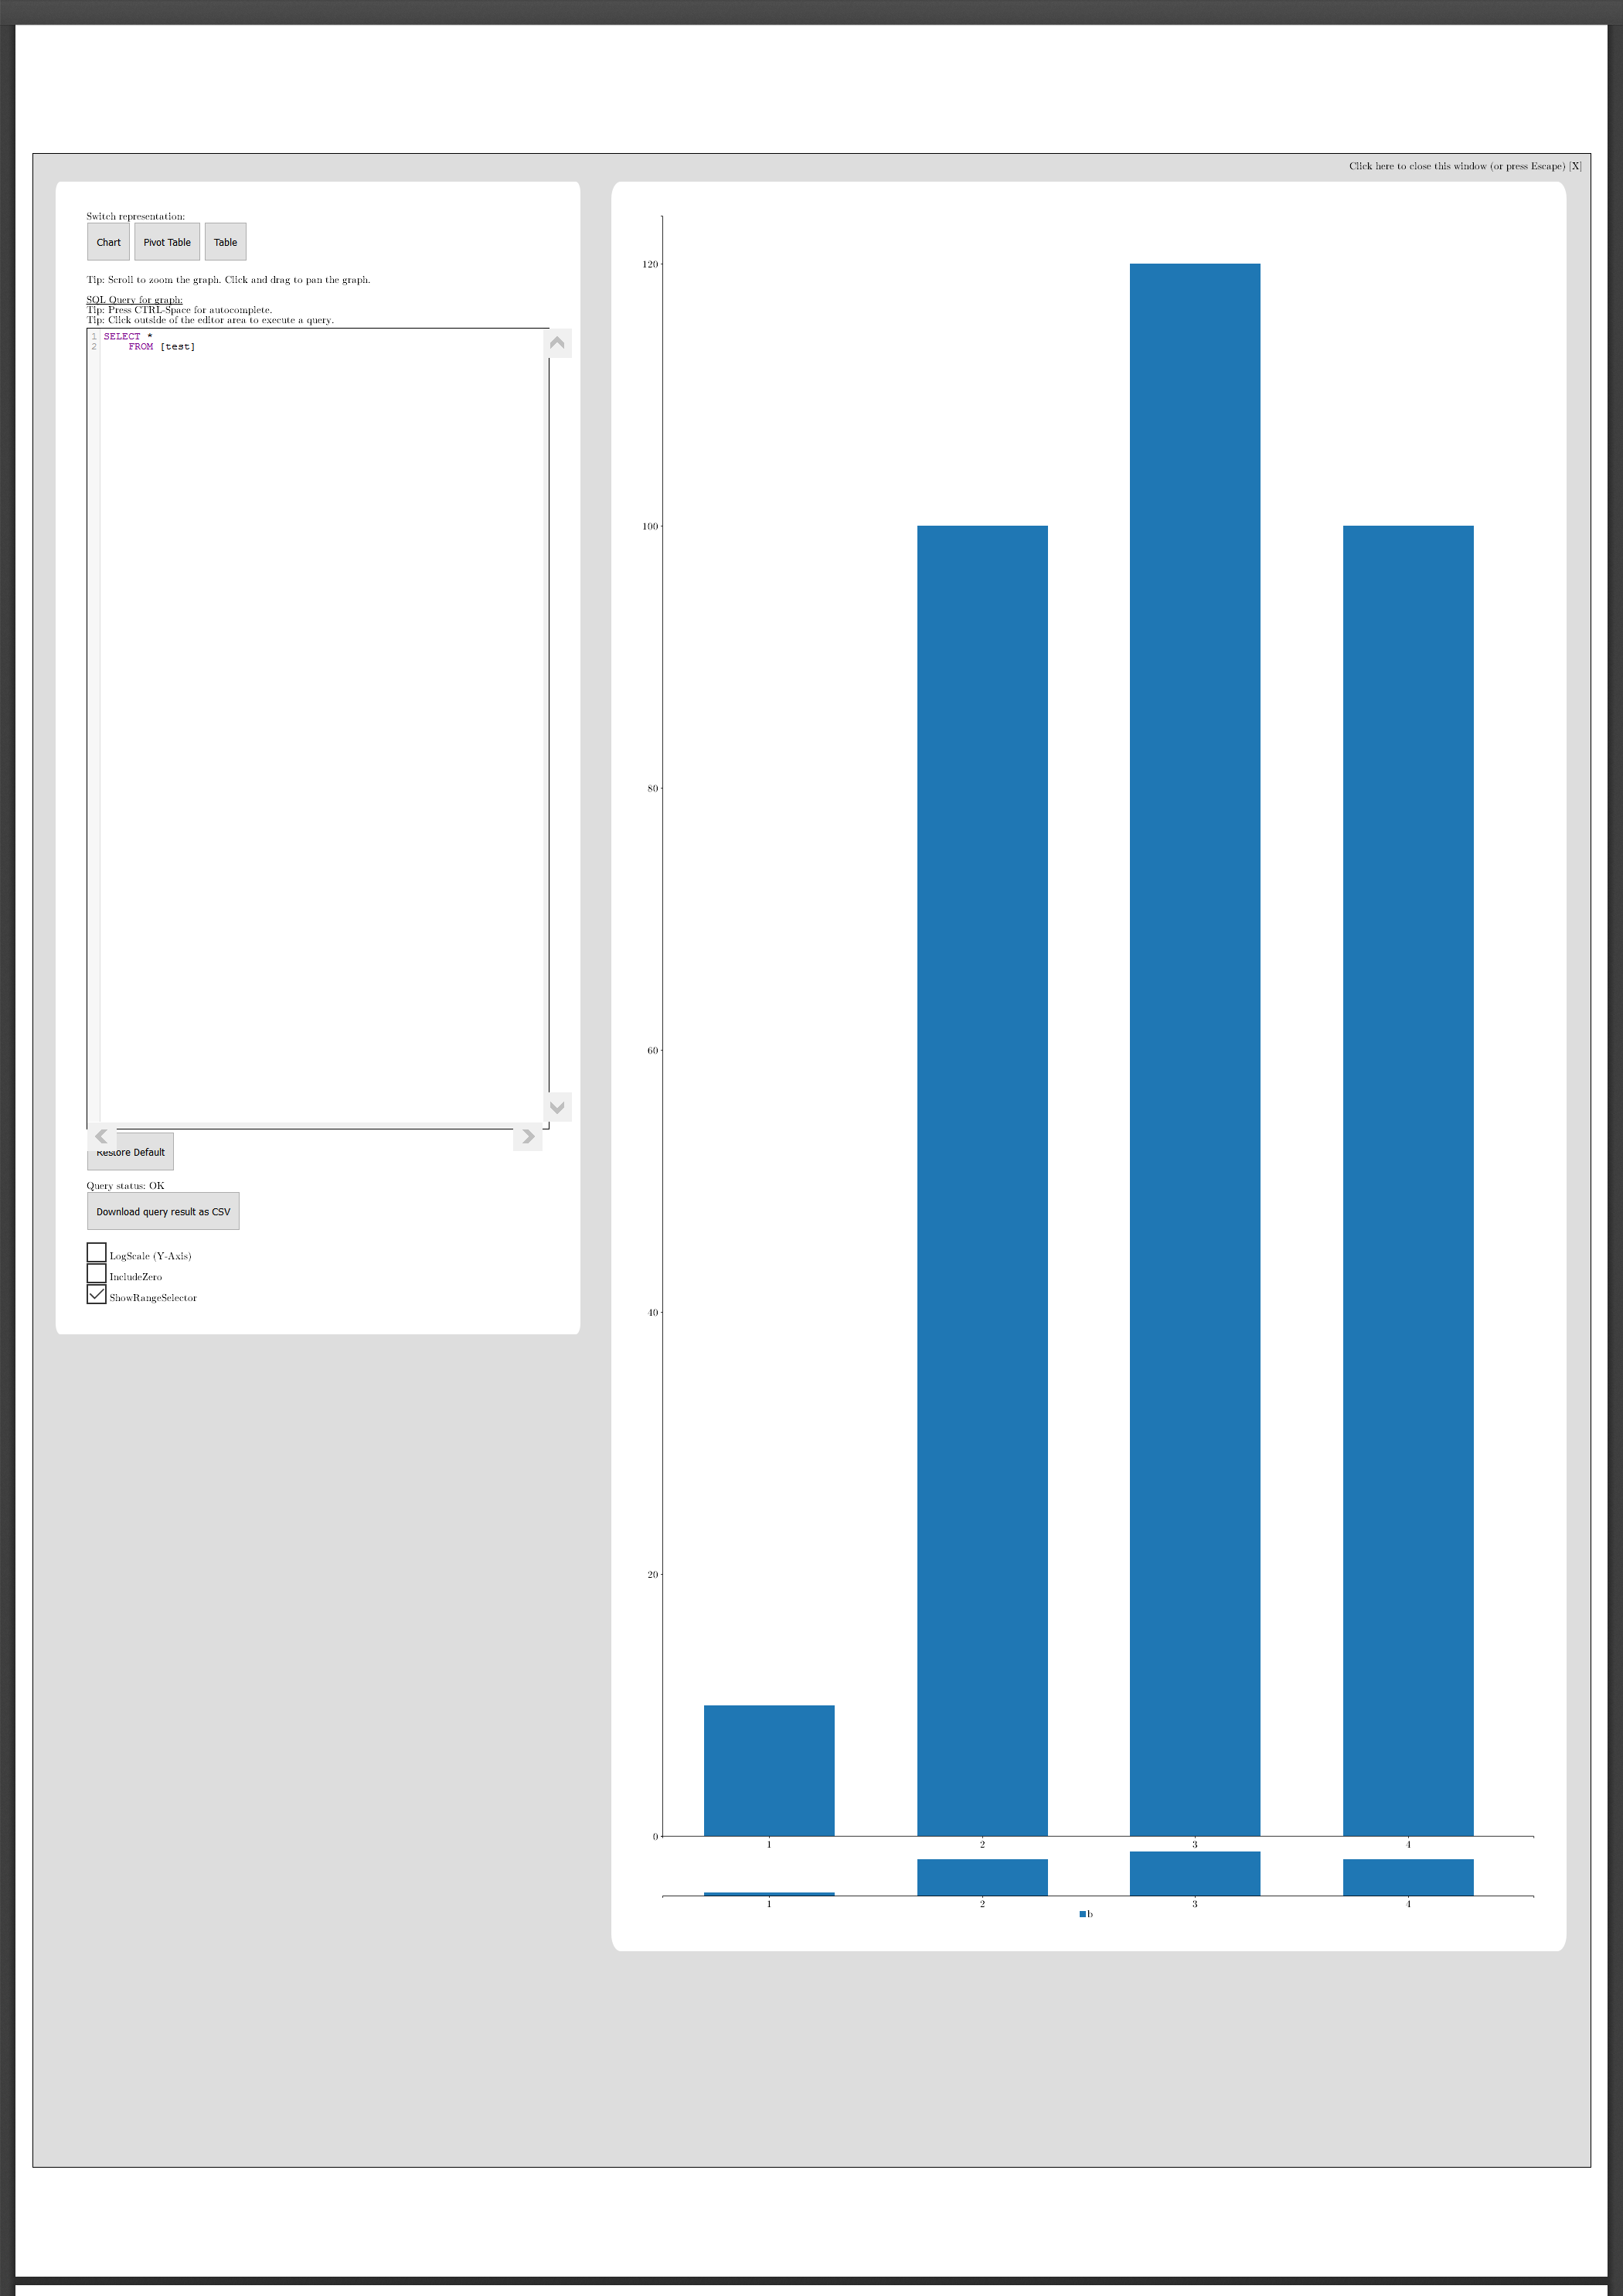 Click here to close this window (or press Escape) [X]
Switch representation:
Chart Pivot Table Table
Tip: Scroll to zoom the graph. Click and drag to pan the graph.
SQL Query for graph:
Tip: Press CTRL-Space for autocomplete.
Tip: Click outside of the editor area to execute a query.
1 SELECT *
2 FROM [test]
Restore Default
Query status: OK
Download query result as CSV
LogScale (Y-Axis)
IncludeZero
ShowRangeSelector
120
100
80
60
40
20
0
1 2 3 4
1 2 3 4
b